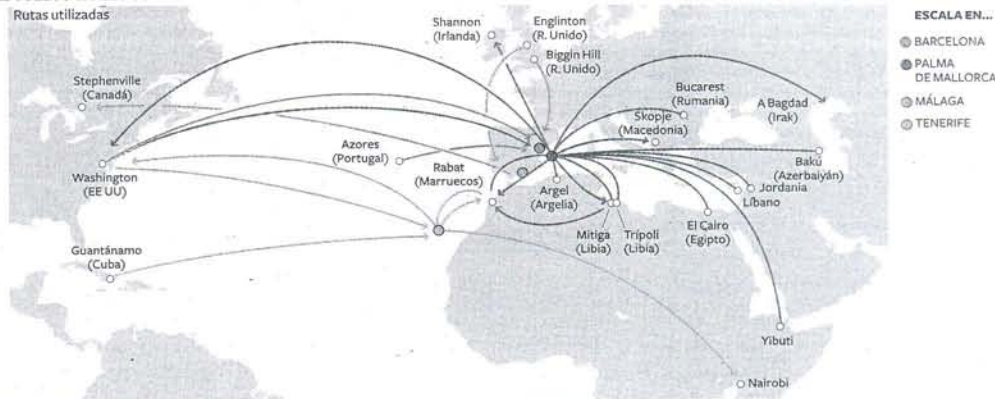 Rutas utilizadas
Shannon
(Irlanda)
Englinton
(R. Unido)
Biggin Hill
(R. Unido)
Stephenville
(Canadá)
Bucarest
(Rumania)
A Bagdad
(Irak)
Skopje
(Macedonia)
Azores
(Portugal)
Rabat
(Marruecos)
Washington
(EE UU)
Argel
(Argelia)
Bakú
(Azerbaiyán)
Jordania
Líbano
El Cairo
(Egipto)
Mitiga
(Libia)
Trípoli
(Libia)
Guantánamo
(Cuba)
Yibuti
Nairobi
ESCALA EN...
BARCELONA
PALMA
DE MALLORCA
MÁLAGA
TENERIFE